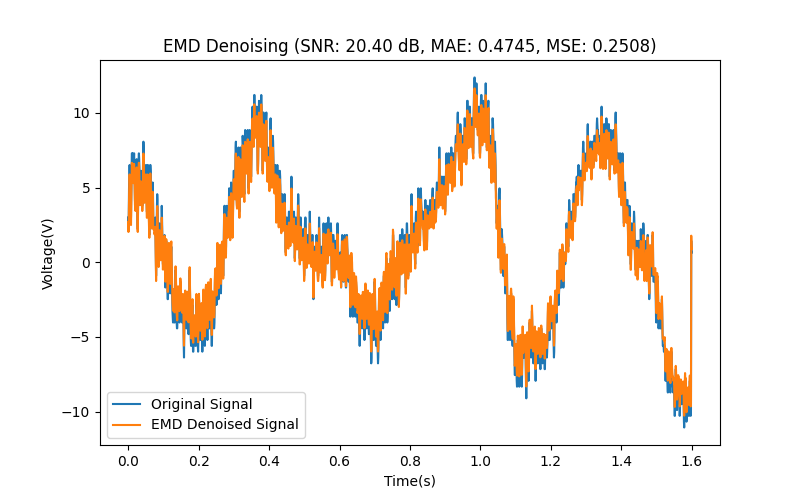 EMD Denoising (SNR: 20.40 dB, MAE: 0.4745, MSE: 0.2508)
10
5
0
−5
−10
Voltage(V)
Original Signal
EMD Denoised Signal
0.0 0.2 0.4 0.6 0.8 1.0 1.2 1.4 1.6
Time(s)